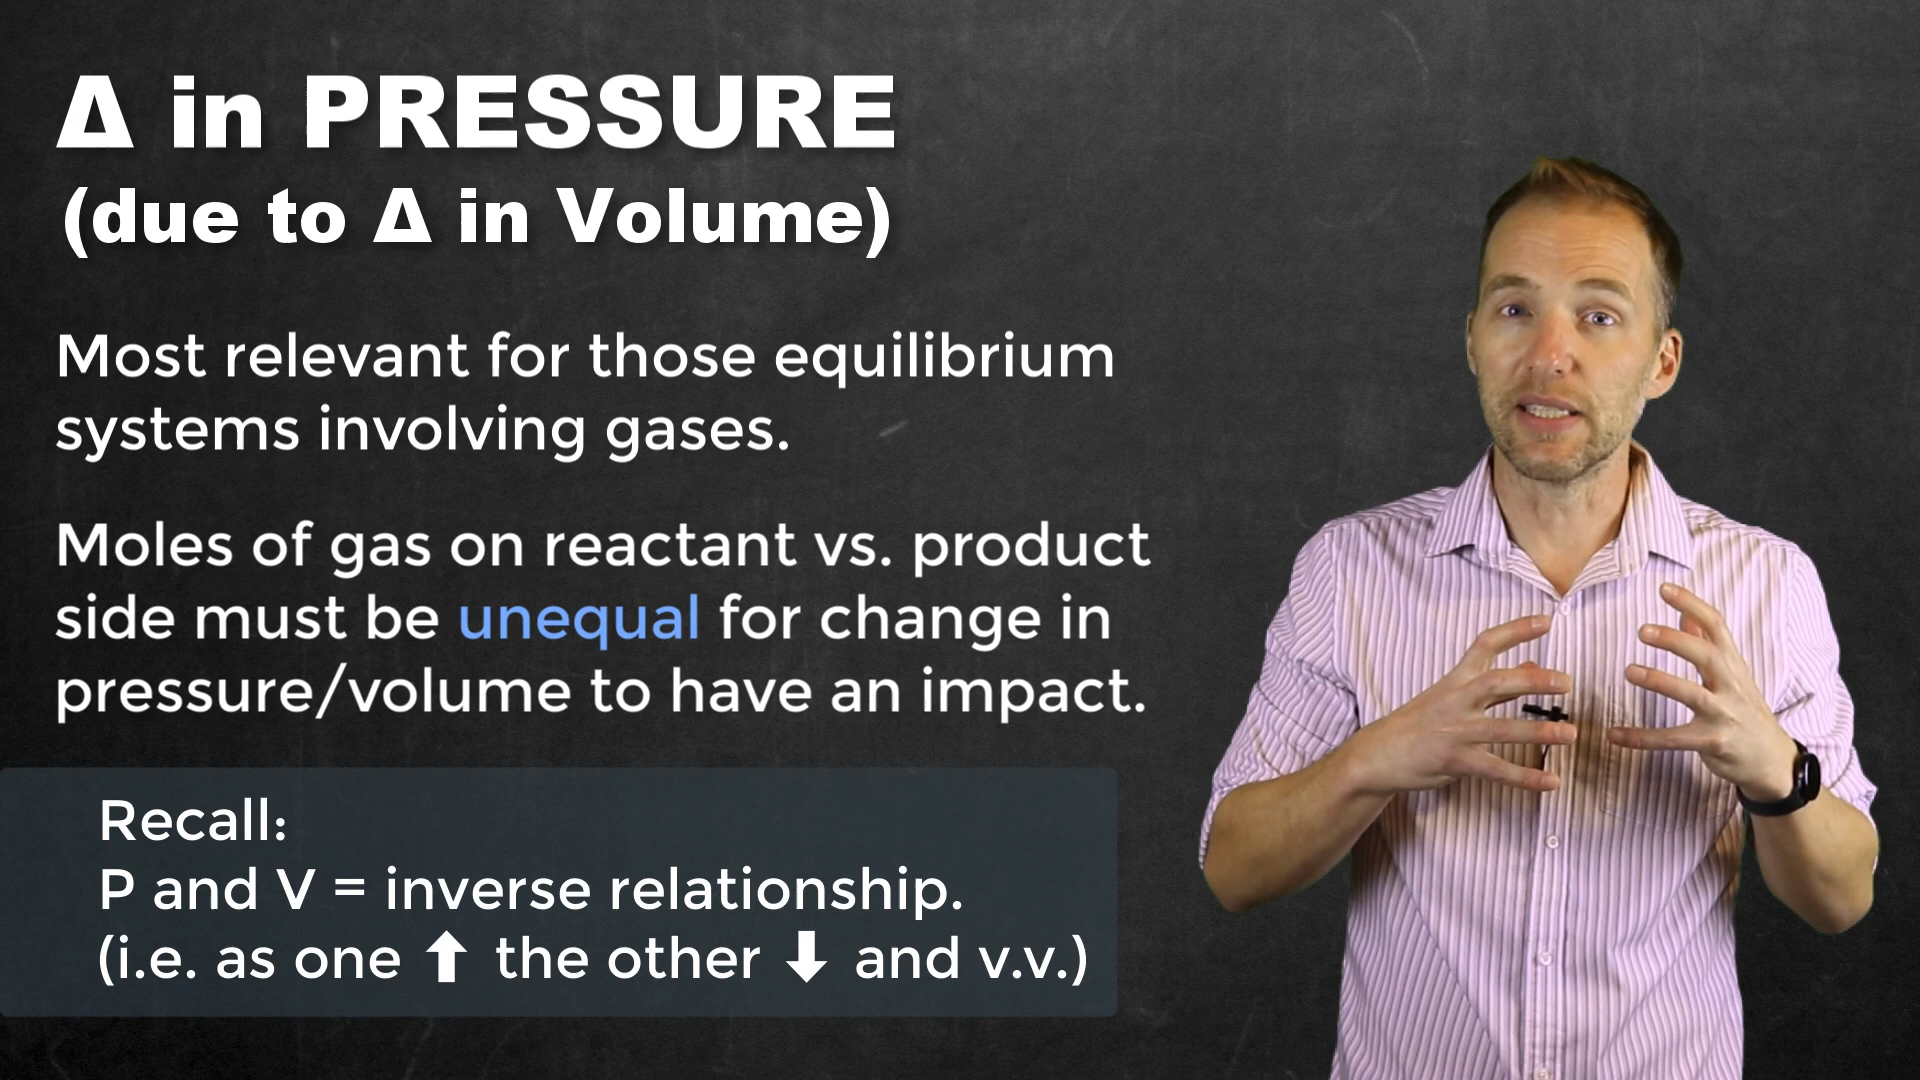 Δ in PRESSURE
(due to Δ in Volume)
Most relevant for those equilibrium
systems involving gases.
Moles of gas on reactant vs. product
side must be unequal for change in
pressure/volume to have an impact.
Recall:
P and V = inverse relationship.
(i.e. as one ⬆ the other ⬇ and v.v.)